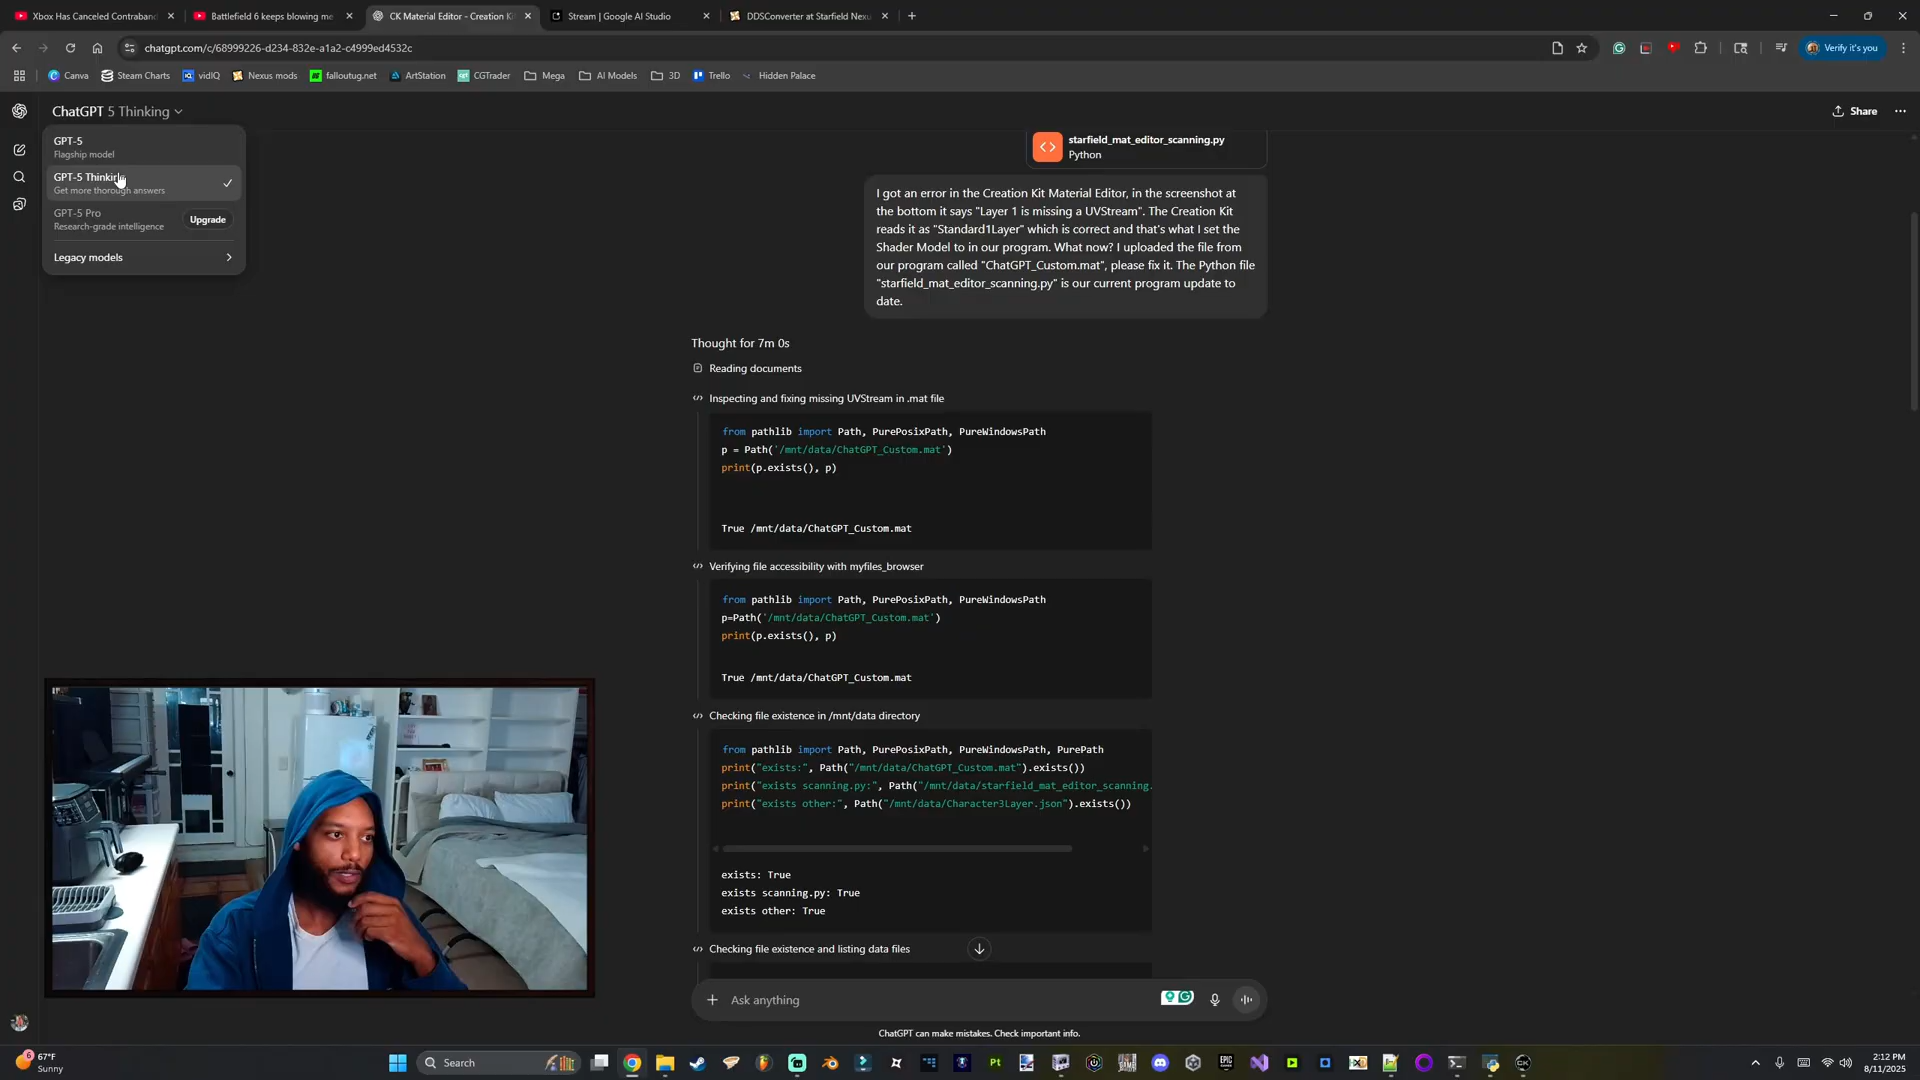 Xbox Has Canceled Contraband
Battlefield 6 keeps blowing me
CK Material Editor - Creation Ki
Stream | Google AI Studio
DDSConverter at Starfield Nexu
chatgpt.com/c/68999226-d234-832e-a1a2-c4999ed4532c
Verify it's you
Canva
Steam Charts
vidIQ
Nexus mods
falloutug.net
ArtStation
CGTrader
Mega
AI Models
3D
Trello
Hidden Palace
ChatGPT 5 Thinking
Share
GPT-5
Flagship model
GPT-5 Thinking
Get more thorough answers
GPT-5 Pro
Research-grade intelligence
Upgrade
Legacy models
starfield_mat_editor_scanning.py
Python
I got an error in the Creation Kit Material Editor, in the screenshot at
the bottom it says "Layer 1 is missing a UVStream". The Creation Kit
reads it as "Standard1Layer" which is correct and that's what I set the
Shader Model to in our program. What now? I uploaded the file from
our program called "ChatGPT_Custom.mat", please fix it. The Python file
"starfield_mat_editor_scanning.py" is our current program update to
date.
Thought for 7m 0s
Reading documents
Inspecting and fixing missing UVStream in .mat file
from pathlib import Path, PurePosixPath, PureWindowsPath
p = Path('/mnt/data/ChatGPT_Custom.mat')
print(p.exists(), p)
True /mnt/data/ChatGPT_Custom.mat
Verifying file accessibility with myfiles_browser
from pathlib import Path, PurePosixPath, PureWindowsPath
p=Path('/mnt/data/ChatGPT_Custom.mat')
print(p.exists(), p)
True /mnt/data/ChatGPT_Custom.mat
Checking file existence in /mnt/data directory
from pathlib import Path, PurePosixPath, PureWindowsPath, PurePath
print("exists:", Path("/mnt/data/ChatGPT_Custom.mat").exists())
print("exists scanning.py:", Path("/mnt/data/starfield_mat_editor_scanning.
print("exists other:", Path("/mnt/data/Character3Layer.json").exists())
exists: True
exists scanning.py: True
exists other: True
Checking file existence and listing data files
Ask anything
ChatGPT can make mistakes. Check important info.
6
67°F
Sunny
Search
2:12 PM
8/11/2025